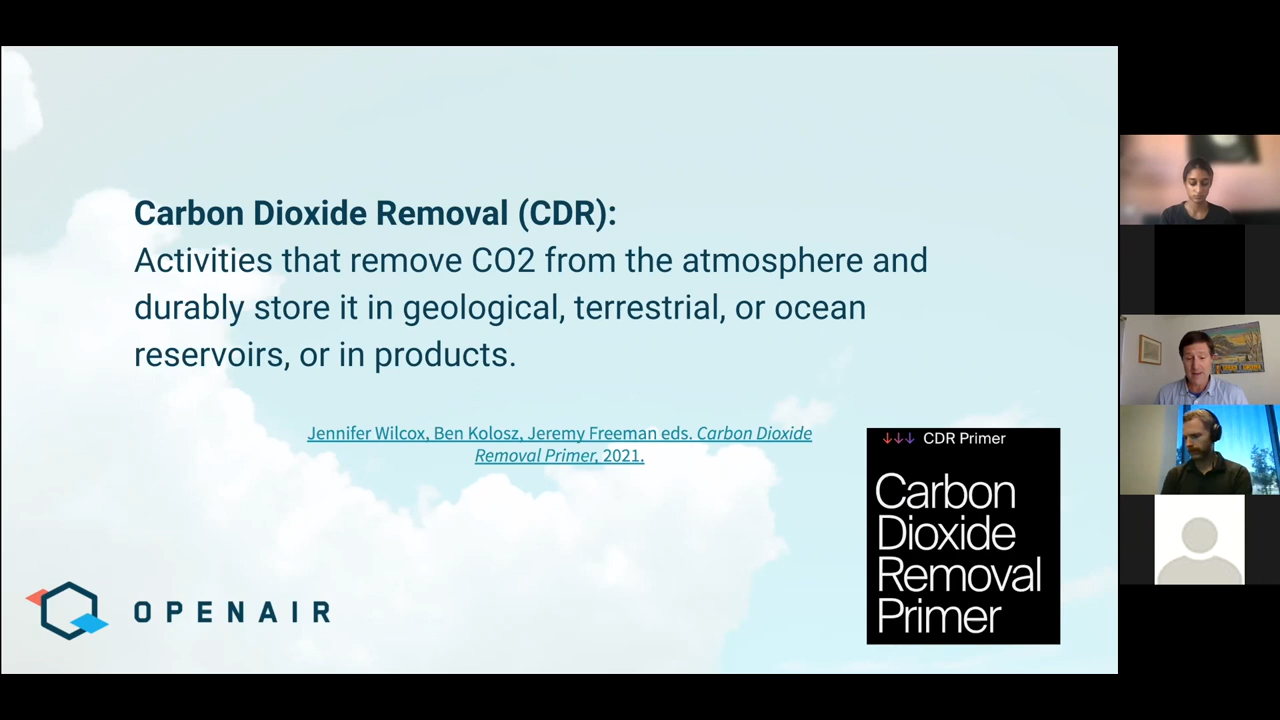 Carbon Dioxide Removal (CDR):
Activities that remove CO2 from the atmosphere and
durably store it in geological, terrestrial, or ocean
reservoirs, or in products.
Jennifer Wilcox, Ben Kolosz, Jeremy Freeman eds. Carbon Dioxide
Removal Primer, 2021.
↓↓↓ CDR Primer
Carbon
Dioxide
Removal
Primer
OPENAIR